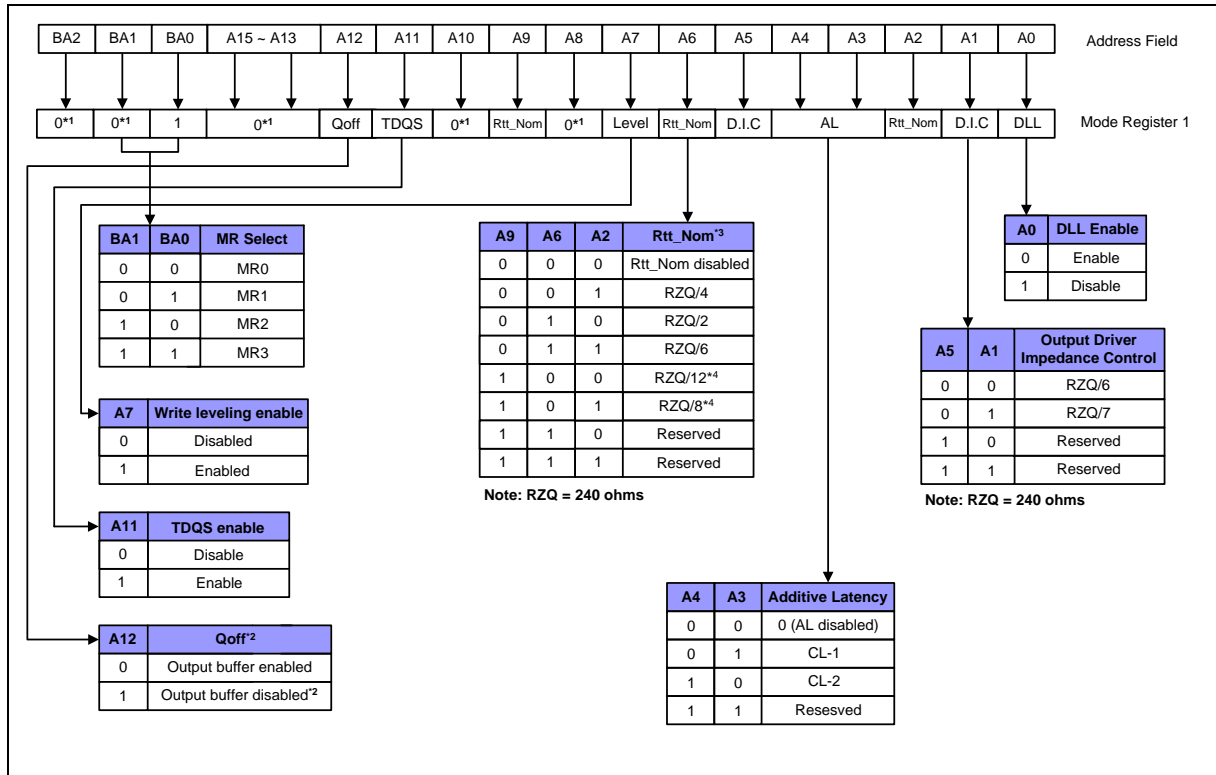 BA2 BA1 BA0 A15 ~ A13 A12 A11 A10 A9 A8 A7 A6 A5 A4 A3 A2 A1 A0 Address Field
0*1 0*1 1 0*1 Qoff TDQS 0*1 Rtt_Nom 0*1 Level Rtt_Nom D.I.C AL Rtt_Nom D.I.C DLL Mode Register 1
BA1 BA0 MR Select
0 0 MR0
0 1 MR1
1 0 MR2
1 1 MR3
A7 Write leveling enable
0 Disabled
1 Enabled
A11 TDQS enable
0 Disable
1 Enable
A12 Qoff*2
0 Output buffer enabled
1 Output buffer disabled*2
A9 A6 A2 Rtt_Nom*3
0 0 0 Rtt_Nom disabled
0 0 1 RZQ/4
0 1 0 RZQ/2
0 1 1 RZQ/6
1 0 0 RZQ/12*4
1 0 1 RZQ/8*4
1 1 0 Reserved
1 1 1 Reserved
Note: RZQ = 240 ohms
A0 DLL Enable
0 Enable
1 Disable
A5 A1 Output Driver
Impedance Control
0 0 RZQ/6
0 1 RZQ/7
1 0 Reserved
1 1 Reserved
Note: RZQ = 240 ohms
A4 A3 Additive Latency
0 0 0 (AL disabled)
0 1 CL-1
1 0 CL-2
1 1 Resesved